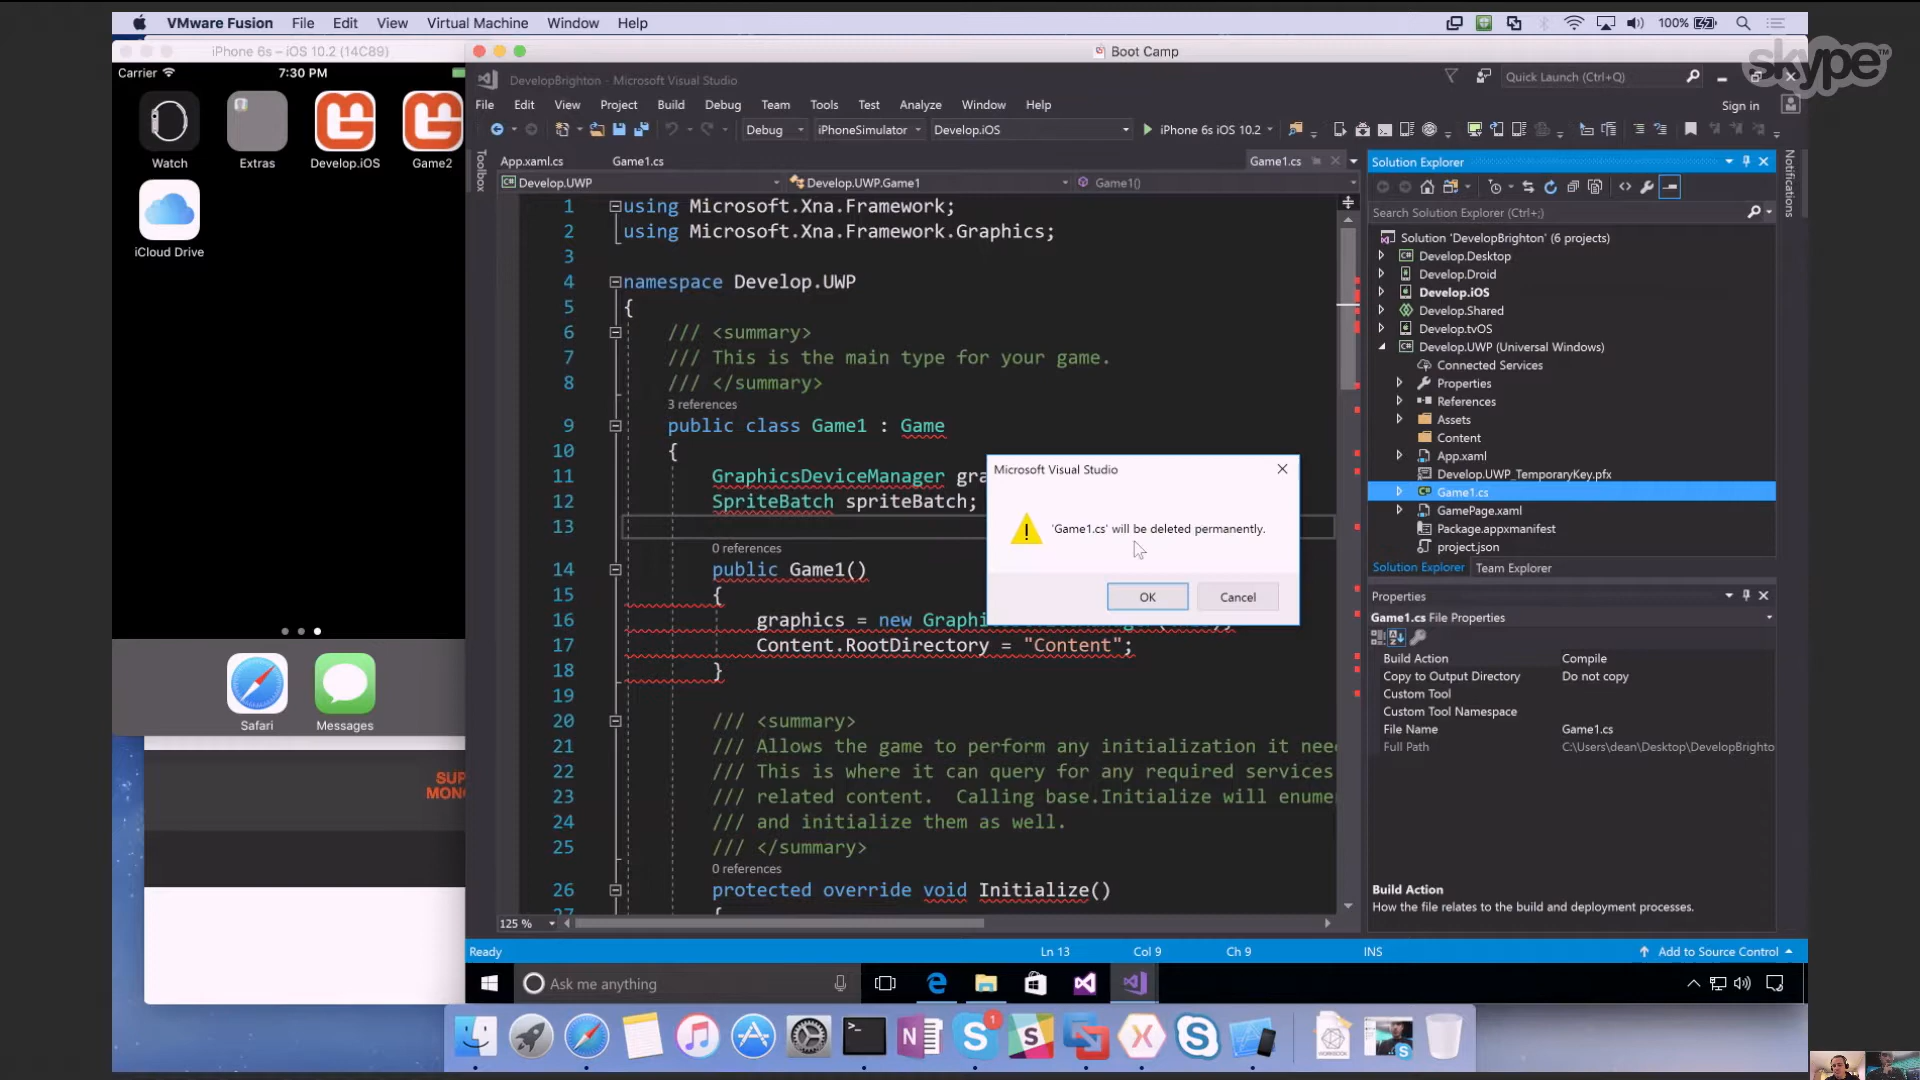 VMware Fusion File Edit View Virtual Machine Window Help
100%
skype™
iPhone 6s – iOS 10.2 (14C89)
Carrier 7:30 PM
Watch Extras Develop.iOS Game2
iCloud Drive
Safari Messages
SUP
MONO
Boot Camp
DevelopBrighton - Microsoft Visual Studio
Quick Launch (Ctrl+Q)
File Edit View Project Build Debug Team Tools Test Analyze Window Help
Sign in
Debug iPhoneSimulator Develop.iOS iPhone 6s iOS 10.2
Toolbox
App.xaml.cs Game1.cs Game1.cs
Develop.UWP Develop.UWP.Game1 Game1()
1 using Microsoft.Xna.Framework;
2 using Microsoft.Xna.Framework.Graphics;
3
4 namespace Develop.UWP
5 {
6 /// <summary>
7 /// This is the main type for your game.
8 /// </summary>
3 references
9 public class Game1 : Game
10 {
11 GraphicsDeviceManager gra
12 SpriteBatch spriteBatch;
13
0 references
14 public Game1()
15 {
16 graphics = new Graphi
17 Content.RootDirectory = "Content";
18 }
19
20 /// <summary>
21 /// Allows the game to perform any initialization it nee
22 /// This is where it can query for any required services
23 /// related content.  Calling base.Initialize will enume
24 /// and initialize them as well.
25 /// </summary>
0 references
26 protected override void Initialize()
27 {
125 %
Microsoft Visual Studio
'Game1.cs' will be deleted permanently.
OK Cancel
Solution Explorer
Search Solution Explorer (Ctrl+;)
Solution 'DevelopBrighton' (6 projects)
Develop.Desktop
Develop.Droid
Develop.iOS
Develop.Shared
Develop.tvOS
Develop.UWP (Universal Windows)
Connected Services
Properties
References
Assets
Content
App.xaml
Develop.UWP_TemporaryKey.pfx
Game1.cs
GamePage.xaml
Package.appxmanifest
project.json
Solution Explorer Team Explorer
Notifications
Properties
Game1.cs File Properties
Build Action Compile
Copy to Output Directory Do not copy
Custom Tool
Custom Tool Namespace
File Name Game1.cs
Full Path C:\Users\dean\Desktop\DevelopBrighto
Build Action
How the file relates to the build and deployment processes.
Ready Ln 13 Col 9 Ch 9 INS Add to Source Control
Ask me anything
1
WORKBOOK